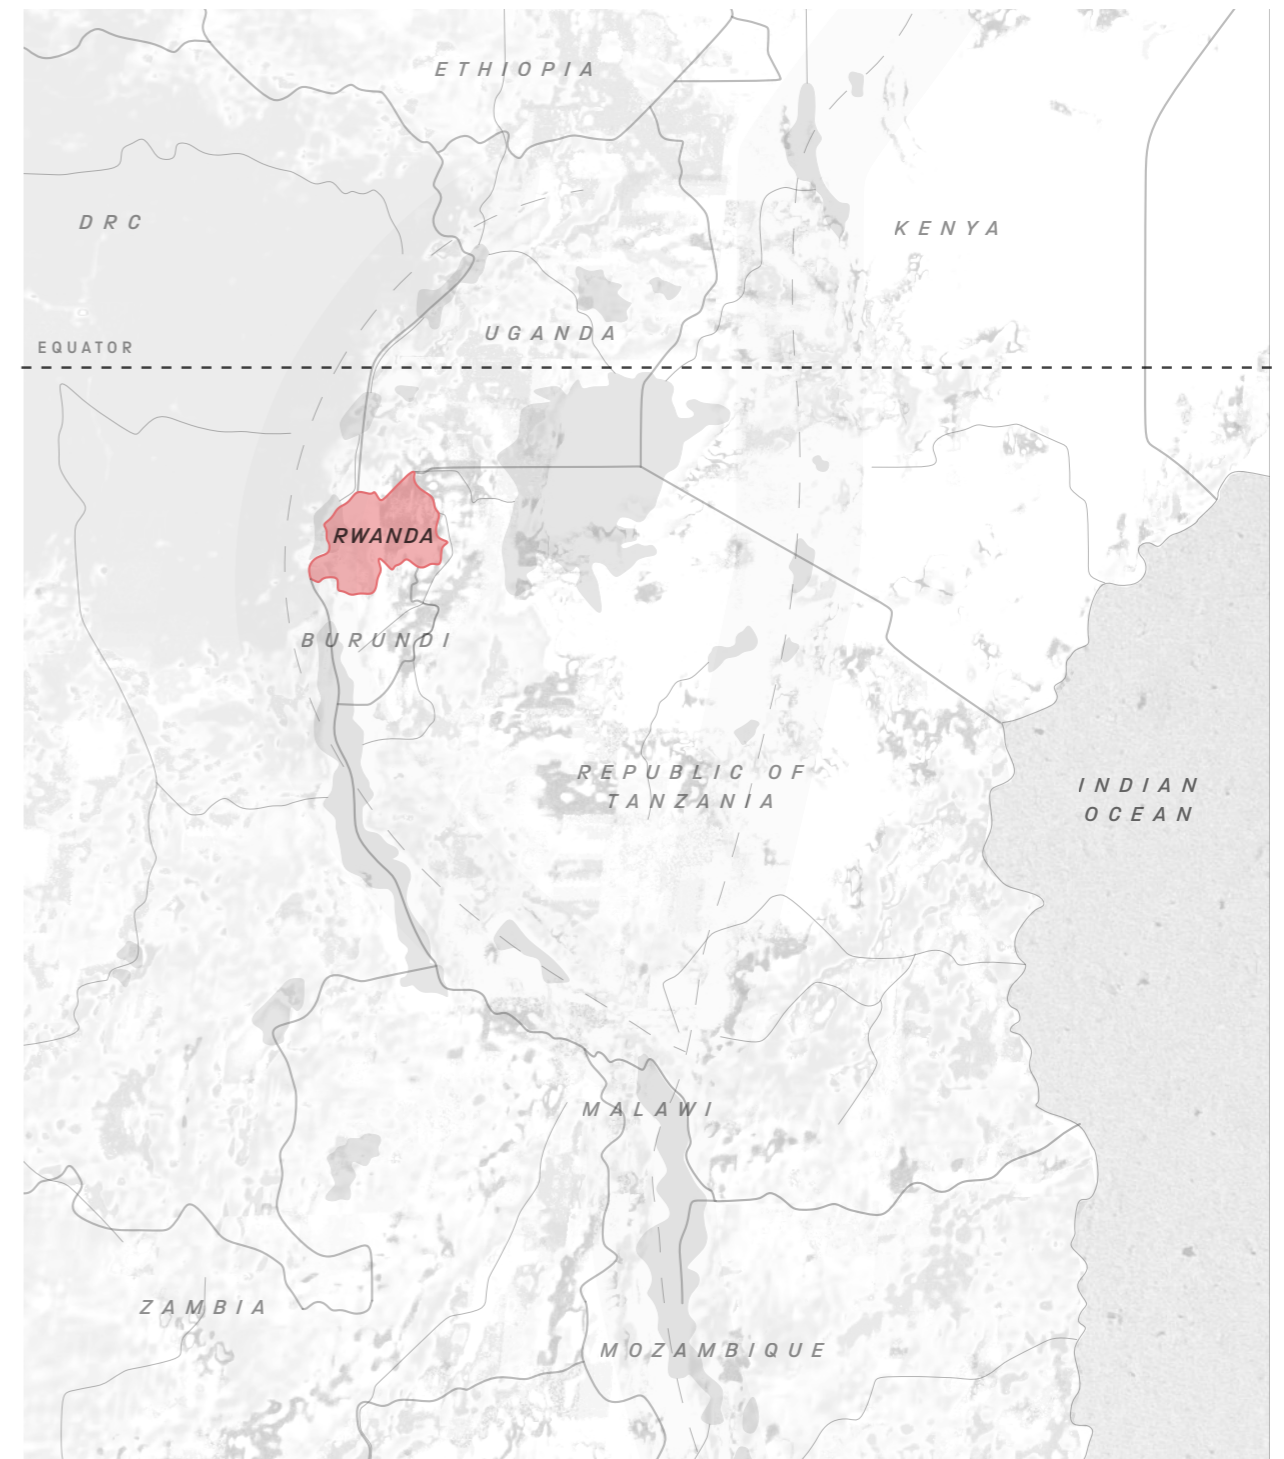 ETHIOPIA
DRC
KENYA
UGANDA
EQUATOR
RWANDA
BURUNDI
REPUBLIC OF
TANZANIA
INDIAN
OCEAN
MALAWI
ZAMBIA
MOZAMBIQUE